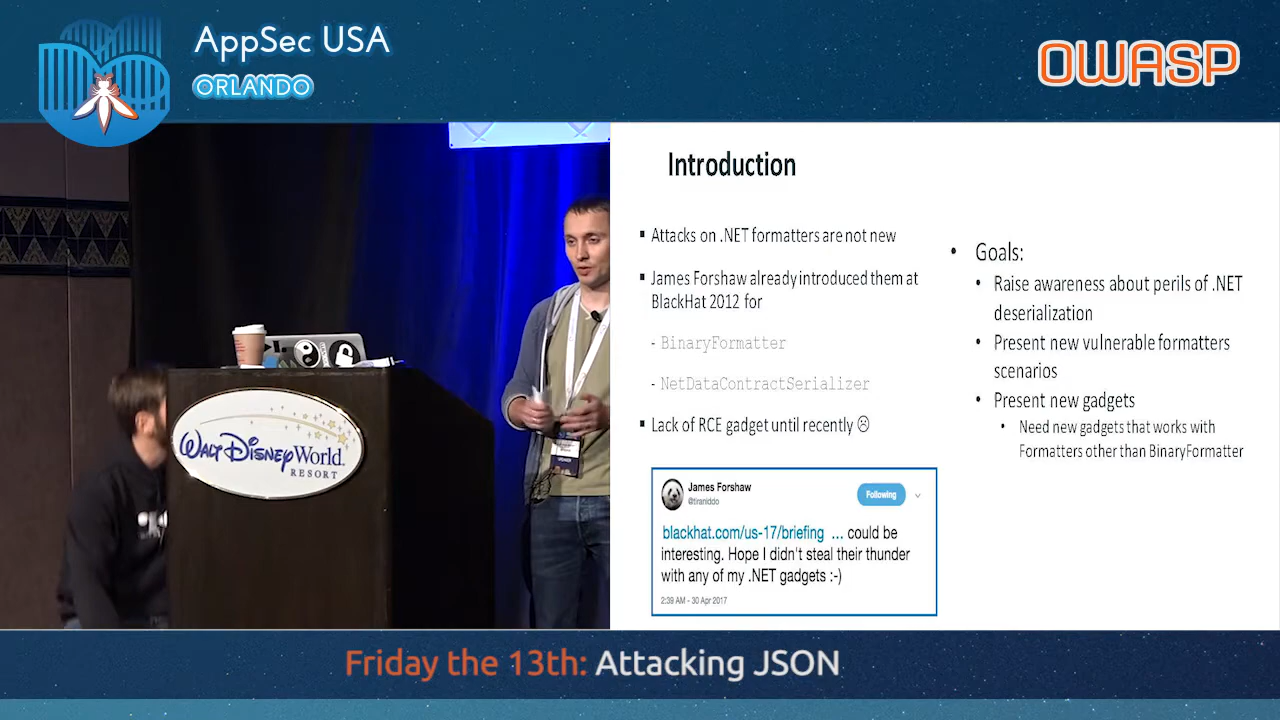 AppSec USA
ORLANDO
OWASP
WALT DISNEY World.
RESORT
Introduction
Attacks on .NET formatters are not new
James Forshaw already introduced them at
BlackHat 2012 for
- BinaryFormatter
- NetDataContractSerializer
Lack of RCE gadget until recently ☹
James Forshaw
@tiraniddo
Following
blackhat.com/us-17/briefing ... could be
interesting. Hope I didn't steal their thunder
with any of my .NET gadgets :-)
2:39 AM - 30 Apr 2017
• Goals:
• Raise awareness about perils of .NET
deserialization
• Present new vulnerable formatters
scenarios
• Present new gadgets
• Need new gadgets that works with
Formatters other than BinaryFormatter
Friday the 13th: Attacking JSON